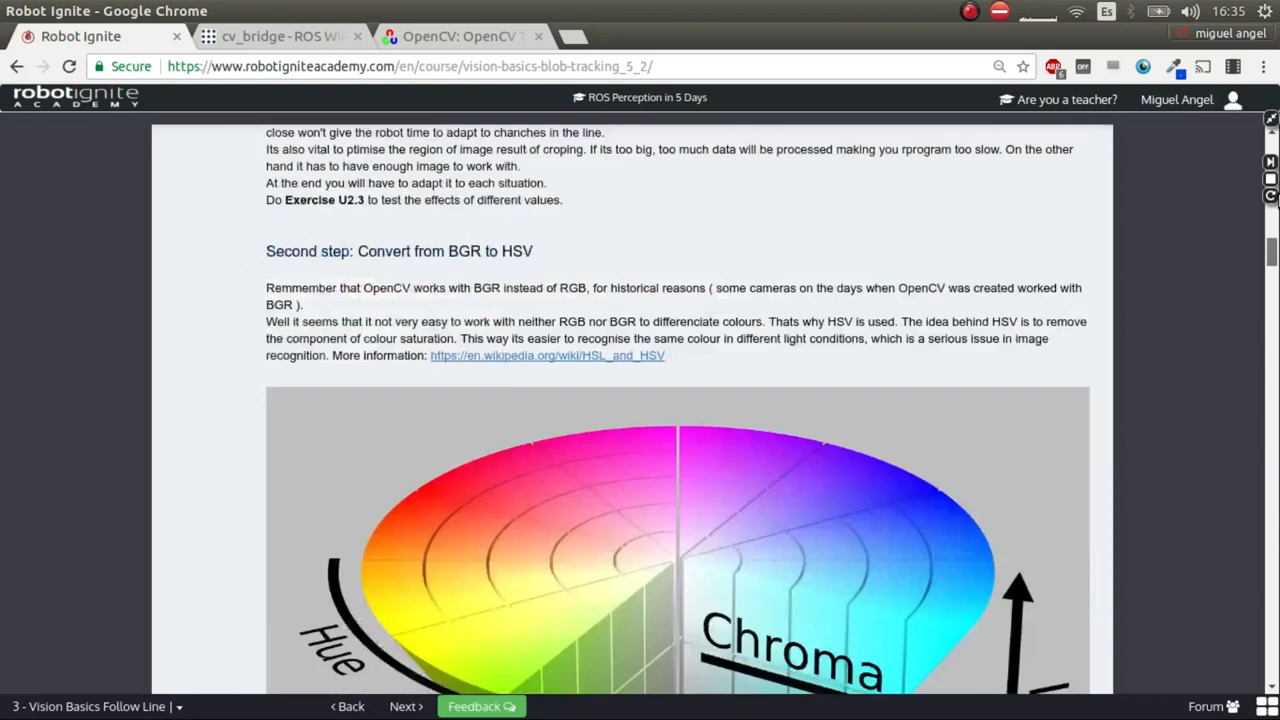 Robot Ignite - Google Chrome
Es
16:35
Robot Ignite
cv_bridge - ROS Wi
OpenCV: OpenCV T
miguel angel
Secure
https://www.robotigniteacademy.com/en/course/vision-basics-blob-tracking_5_2/
6
OFF
robotignite
ACADEMY
ROS Perception in 5 Days
Are you a teacher?
Miguel Angel
close won't give the robot time to adapt to chanches in the line.
Its also vital to ptimise the region of image result of croping. If its too big, too much data will be processed making you rprogram too slow. On the other
hand it has to have enough image to work with.
At the end you will have to adapt it to each situation.
Do Exercise U2.3 to test the effects of different values.
Second step: Convert from BGR to HSV
Remmember that OpenCV works with BGR instead of RGB, for historical reasons ( some cameras on the days when OpenCV was created worked with
BGR ).
Well it seems that it not very easy to work with neither RGB nor BGR to differenciate colours. Thats why HSV is used. The idea behind HSV is to remove
the component of colour saturation. This way its easier to recognise the same colour in different light conditions, which is a serious issue in image
recognition. More information: https://en.wikipedia.org/wiki/HSL_and_HSV
Hue
Chroma
3 - Vision Basics Follow Line |
Back
Next
Feedback
Forum